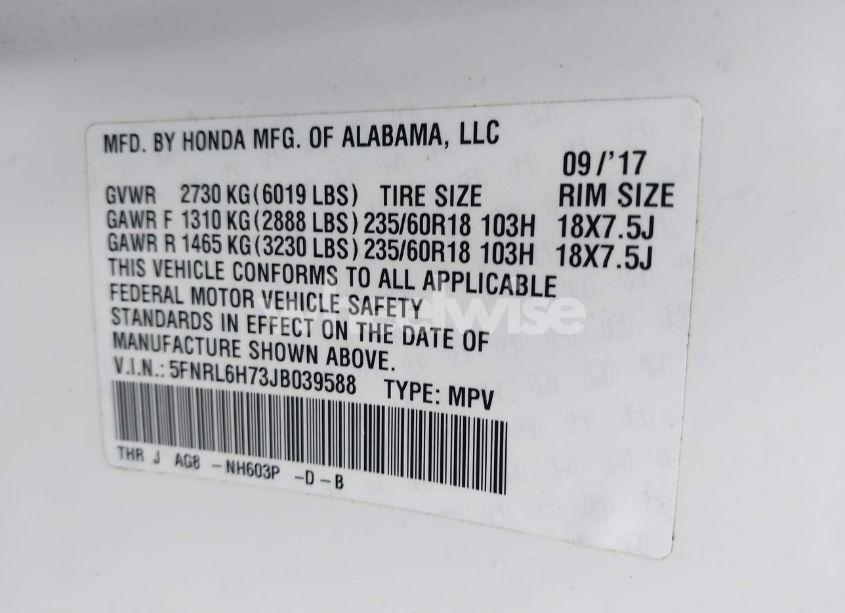 MFD. BY HONDA MFG. OF ALABAMA, LLC
09/'17
GVWR 2730 KG(6019 LBS) TIRE SIZE RIM SIZE
GAWR F 1310 KG(2888 LBS) 235/60R18 103H 18X7.5J
GAWR R 1465 KG(3230 LBS) 235/60R18 103H 18X7.5J
THIS VEHICLE CONFORMS TO ALL APPLICABLE
FEDERAL MOTOR VEHICLE SAFETY
STANDARDS IN EFFECT ON THE DATE OF
MANUFACTURE SHOWN ABOVE.
V.I.N.: 5FNRL6H73JB039588 TYPE: MPV
THR J AG8 -NH603P -D-B